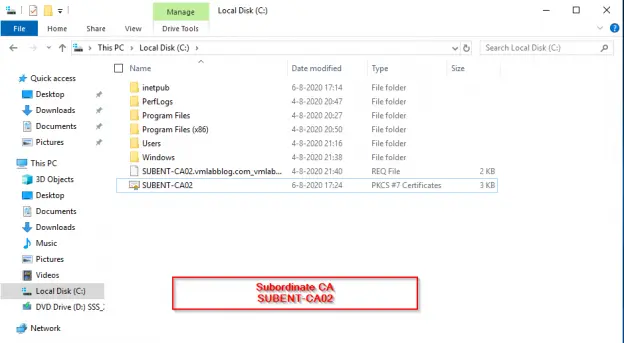 Manage
File Home Share View Drive Tools
This PC Local Disk (C:) Search Local Disk (C:)
Name Date modified Type Size
Quick access
Desktop
Downloads
Documents
Pictures
This PC
3D Objects
Desktop
Documents
Downloads
Music
Pictures
Videos
Local Disk (C:)
DVD Drive (D:) SSS_
Network
inetpub 6-8-2020 17:14 File folder
PerfLogs 4-8-2020 20:47 File folder
Program Files 4-8-2020 20:27 File folder
Program Files (x86) 4-8-2020 20:50 File folder
Users 4-8-2020 21:16 File folder
Windows 4-8-2020 21:38 File folder
SUBENT-CA02.vmlabblog.com_vmlab... 4-8-2020 21:40 REQ File 2 KB
SUBENT-CA02 6-8-2020 17:24 PKCS #7 Certificates 3 KB
Subordinate CA
SUBENT-CA02